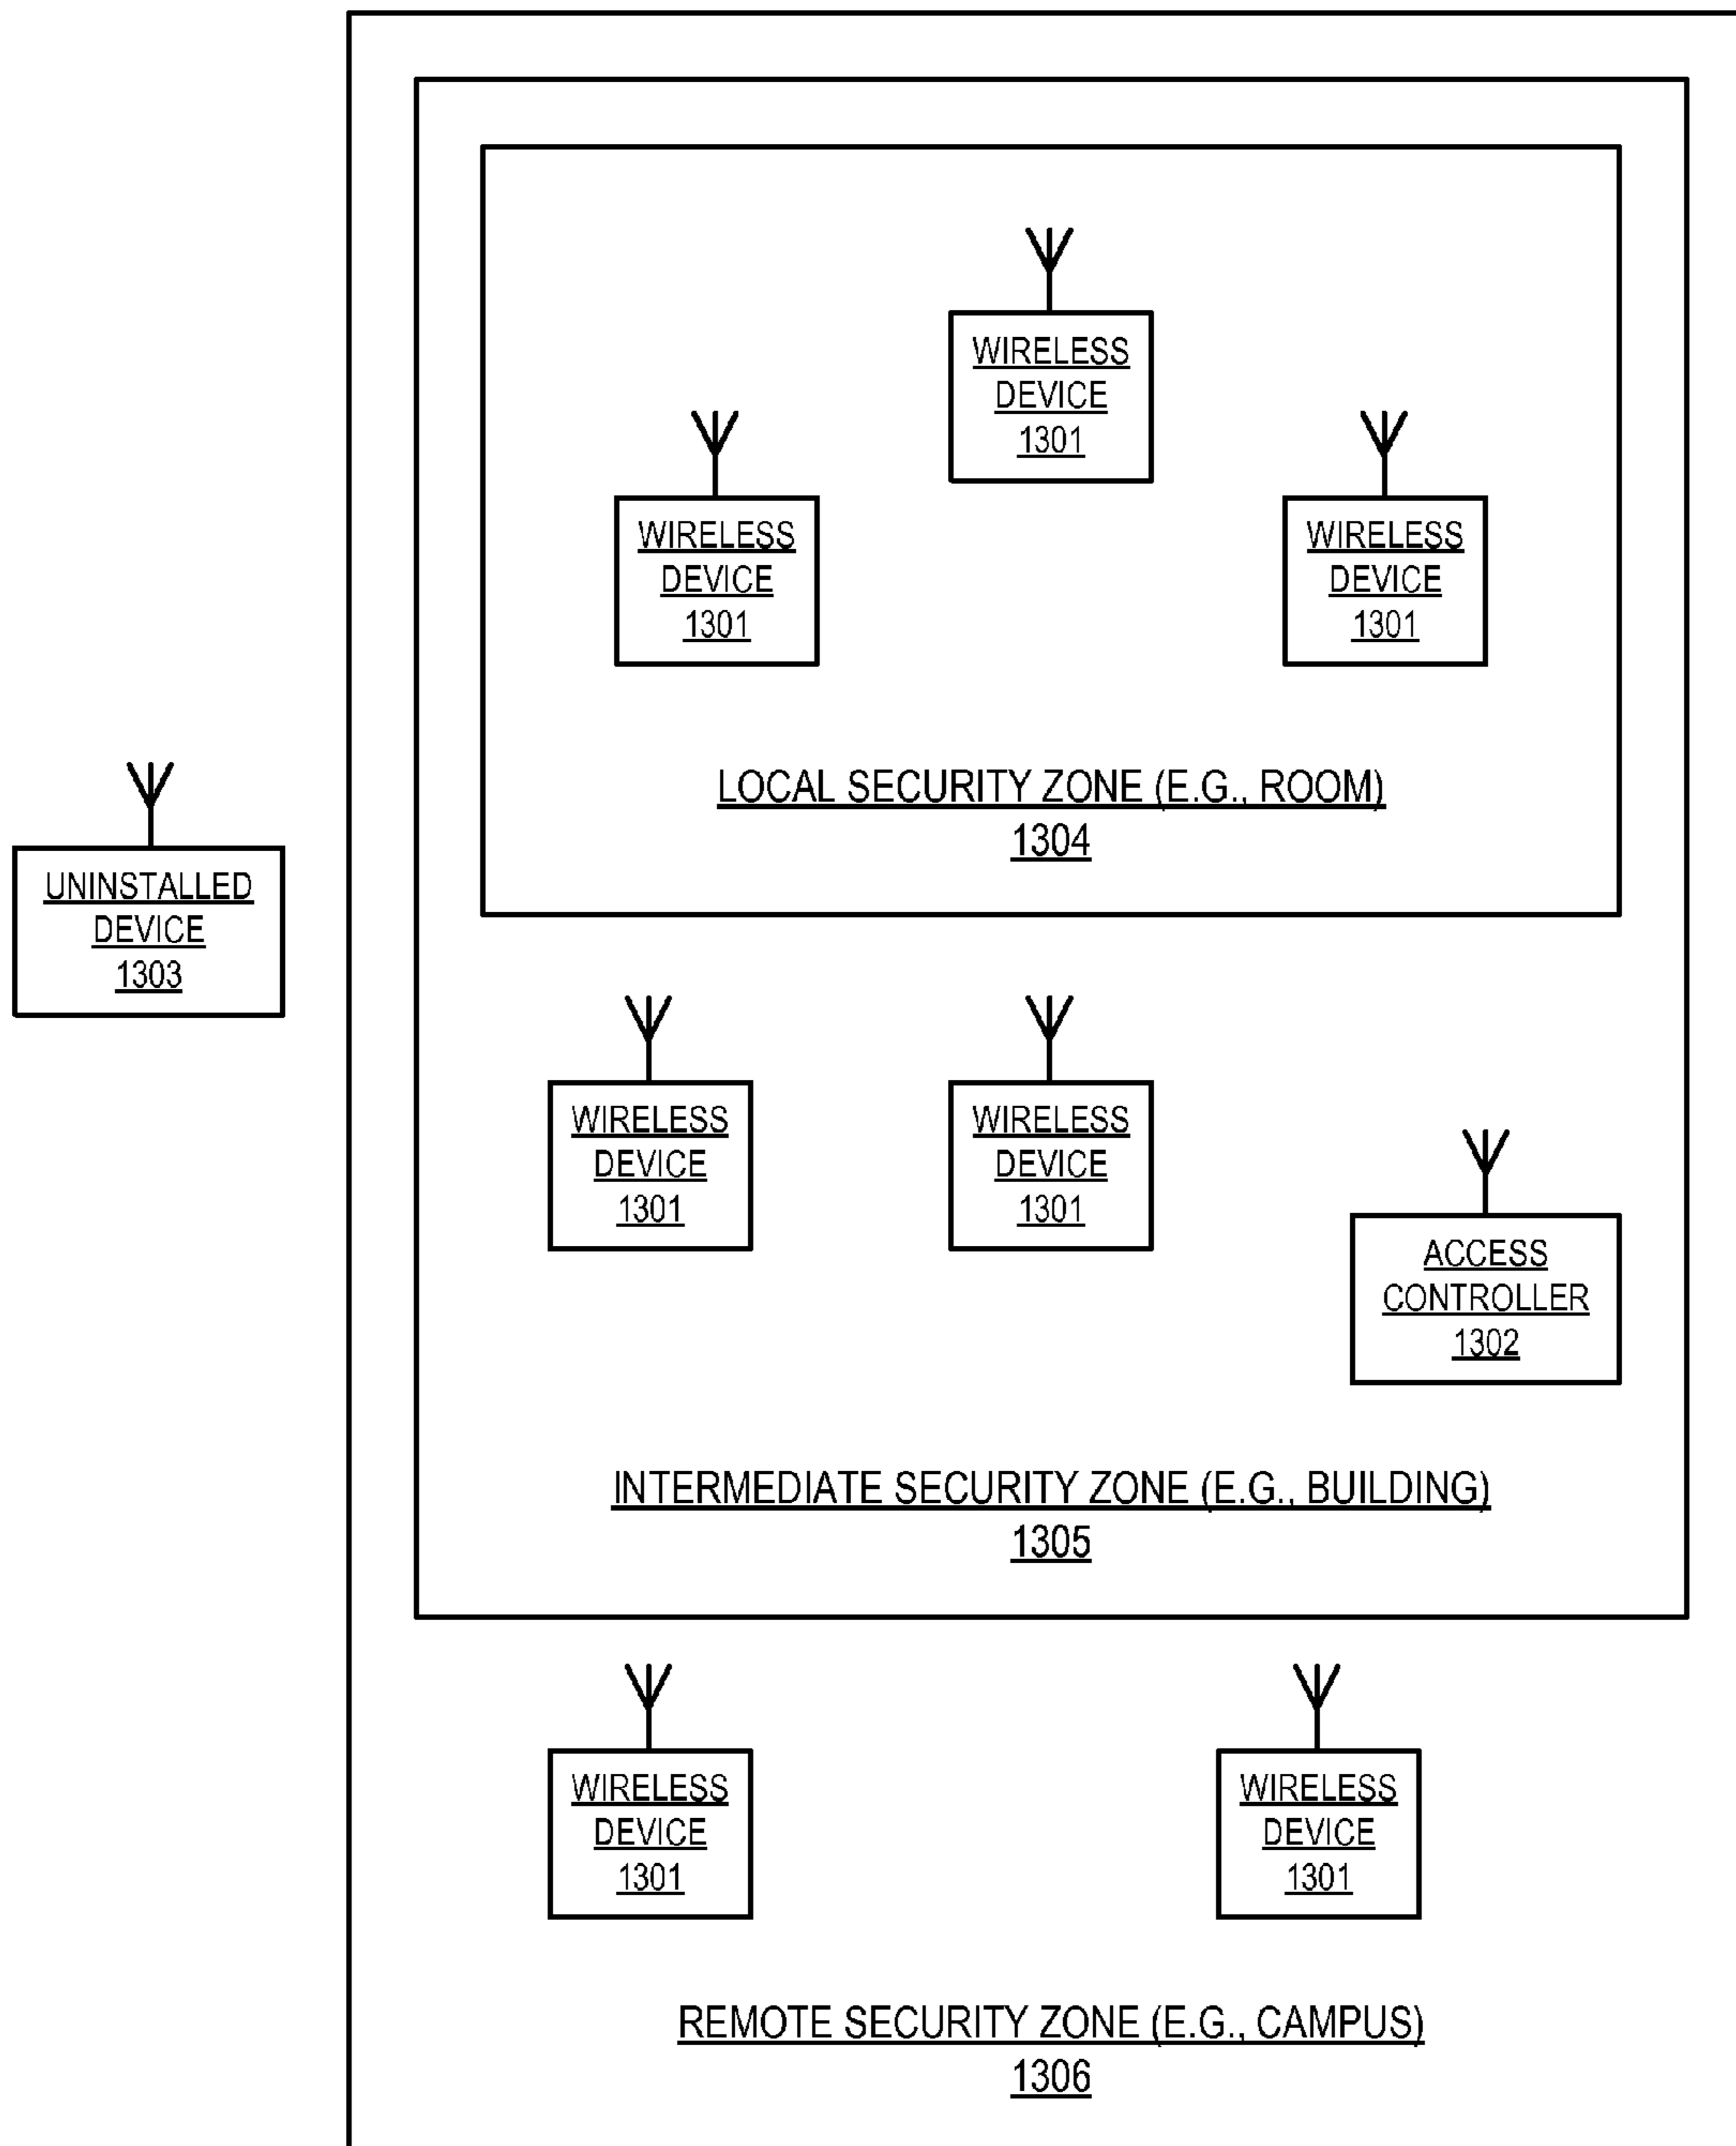 WIRELESS
DEVICE
1301
WIRELESS
DEVICE
1301
WIRELESS
DEVICE
1301
LOCAL SECURITY ZONE (E.G., ROOM)
1304
UNINSTALLED
DEVICE
1303
WIRELESS
DEVICE
1301
WIRELESS
DEVICE
1301
ACCESS
CONTROLLER
1302
INTERMEDIATE SECURITY ZONE (E.G., BUILDING)
1305
WIRELESS
DEVICE
1301
WIRELESS
DEVICE
1301
REMOTE SECURITY ZONE (E.G., CAMPUS)
1306